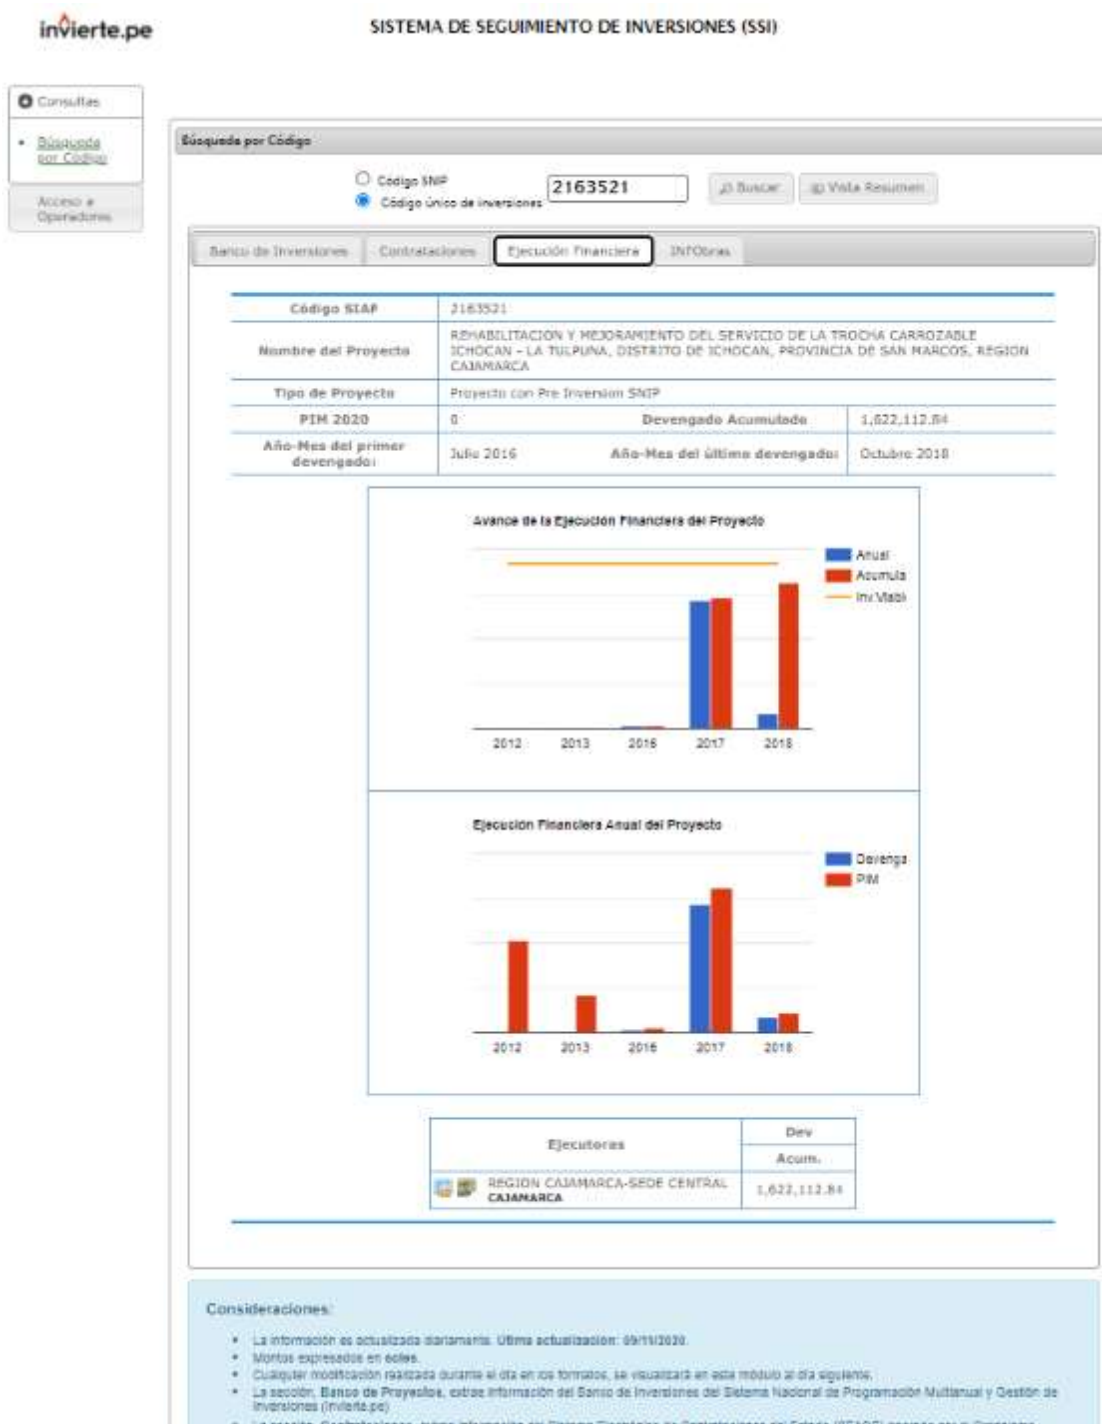 invierte.pe
SISTEMA DE SEGUIMIENTO DE INVERSIONES (SSI)
Consultas
Búsqueda
por Código
Acceso a
Operadores
Búsqueda por Código
Código SNIP
Código único de inversiones
2163521
Buscar
Vista Resumen
Banco de Inversiones
Contrataciones
Ejecución Financiera
INFObras
Código SIAF
2163521
Nombre del Proyecto
REHABILITACION Y MEJORAMIENTO DEL SERVICIO DE LA TROCHA CARROZABLE
ICHOCAN - LA TULPUNA, DISTRITO DE ICHOCAN, PROVINCIA DE SAN MARCOS, REGION
CAJAMARCA
Tipo de Proyecto
Proyecto con Pre Inversion SNIP
PIM 2020
0
Devengado Acumulado
1,622,112.84
Año-Mes del primer
devengado:
Julio 2016
Año-Mes del último devengado:
Octubre 2018
Avance de la Ejecución Financiera del Proyecto
Anual
Acumula
Inv.Viabl
2012 2013 2016 2017 2018
Ejecución Financiera Anual del Proyecto
Devenga
PIM
2012 2013 2016 2017 2018
Ejecutoras
Dev
Acum.
REGION CAJAMARCA-SEDE CENTRAL
CAJAMARCA
1,622,112.84
Consideraciones:
La información es actualizada diariamente. Última actualización: 09/11/2020.
Montos expresados en soles.
Cualquier modificación realizada durante el día en los formatos, se visualizará en este módulo al día siguiente.
La sección, Banco de Proyectos, extrae información del Banco de Inversiones del Sistema Nacional de Programación Multianual y Gestión de
Inversiones (Invierte.pe)